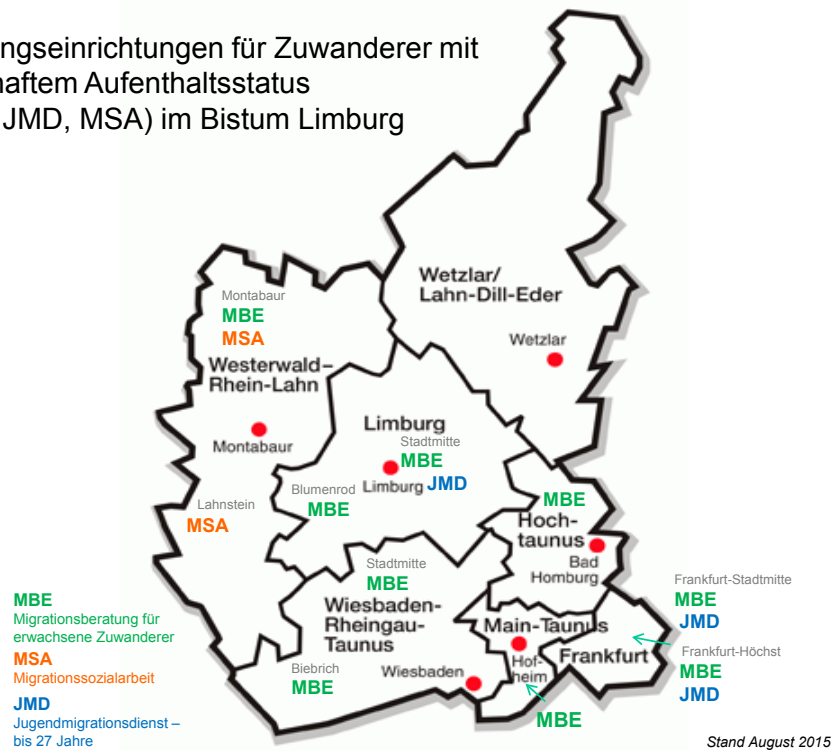 ngseinrichtungen für Zuwanderer mit
haftem Aufenthaltsstatus
JMD, MSA) im Bistum Limburg
Wetzlar/
Lahn-Dill-Eder
Wetzlar
Montabaur
MBE
MSA
Westerwald–
Rhein-Lahn
Montabaur
Limburg
Stadtmitte
MBE
Limburg JMD
Blumenrod
MBE
Lahnstein
MSA
MBE
Hoch-
taunus
Bad
Homburg
Stadtmitte
MBE
Wiesbaden-
Rheingau-
Taunus
Biebrich
MBE
Wiesbaden
Main-Taunus
Hof-
heim
MBE
Frankfurt
Frankfurt-Stadtmitte
MBE
JMD
Frankfurt-Höchst
MBE
JMD
MBE
Migrationsberatung für
erwachsene Zuwanderer
MSA
Migrationssozialarbeit
JMD
Jugendmigrationsdienst –
bis 27 Jahre
Stand August 2015